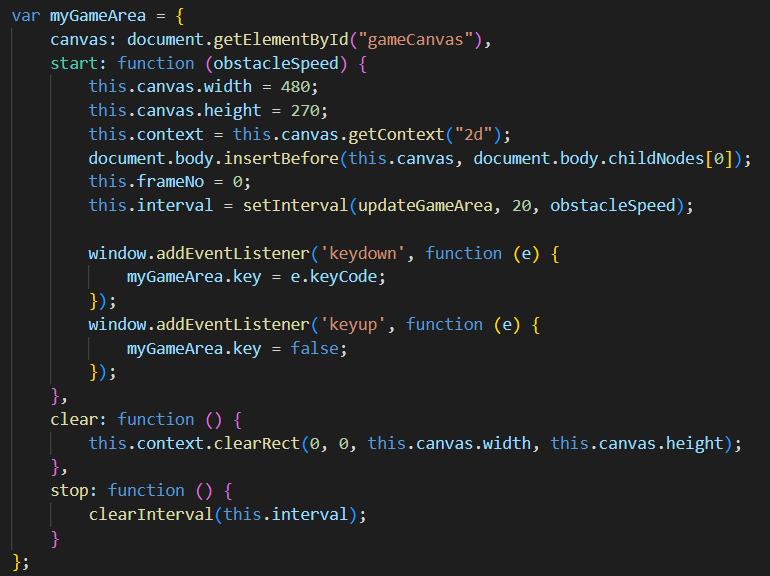 var myGameArea = {
    canvas: document.getElementById("gameCanvas"),
    start: function (obstacleSpeed) {
        this.canvas.width = 480;
        this.canvas.height = 270;
        this.context = this.canvas.getContext("2d");
        document.body.insertBefore(this.canvas, document.body.childNodes[0]);
        this.frameNo = 0;
        this.interval = setInterval(updateGameArea, 20, obstacleSpeed);

        window.addEventListener('keydown', function (e) {
            myGameArea.key = e.keyCode;
        });
        window.addEventListener('keyup', function (e) {
            myGameArea.key = false;
        });
    },
    clear: function () {
        this.context.clearRect(0, 0, this.canvas.width, this.canvas.height);
    },
    stop: function () {
        clearInterval(this.interval);
    }
};